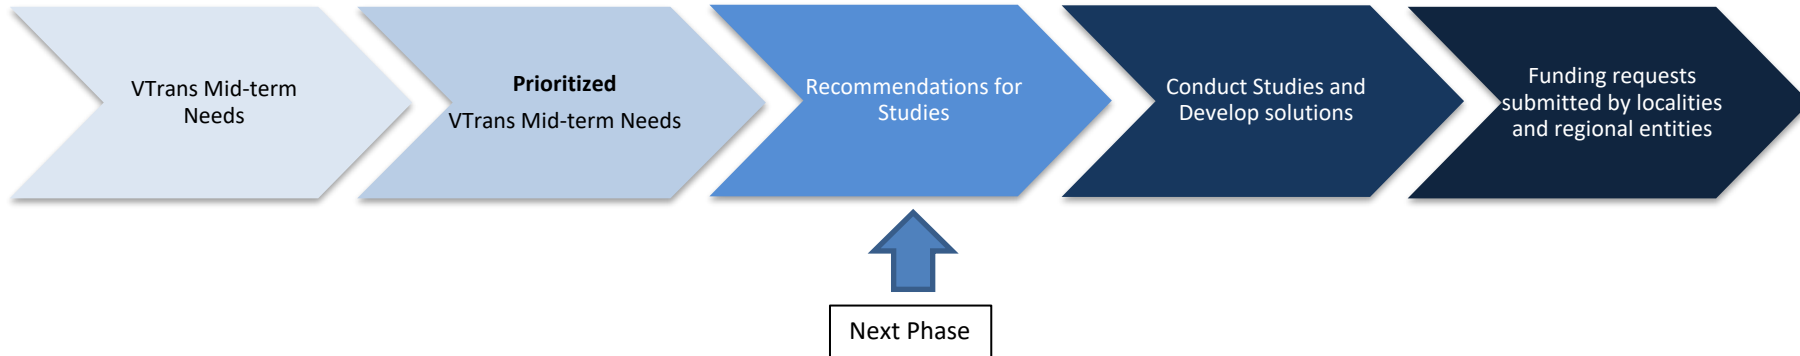 VTrans Mid-term
Needs
Prioritized
VTrans Mid-term Needs
Recommendations for
Studies
Conduct Studies and
Develop solutions
Funding requests
submitted by localities
and regional entities
Next Phase